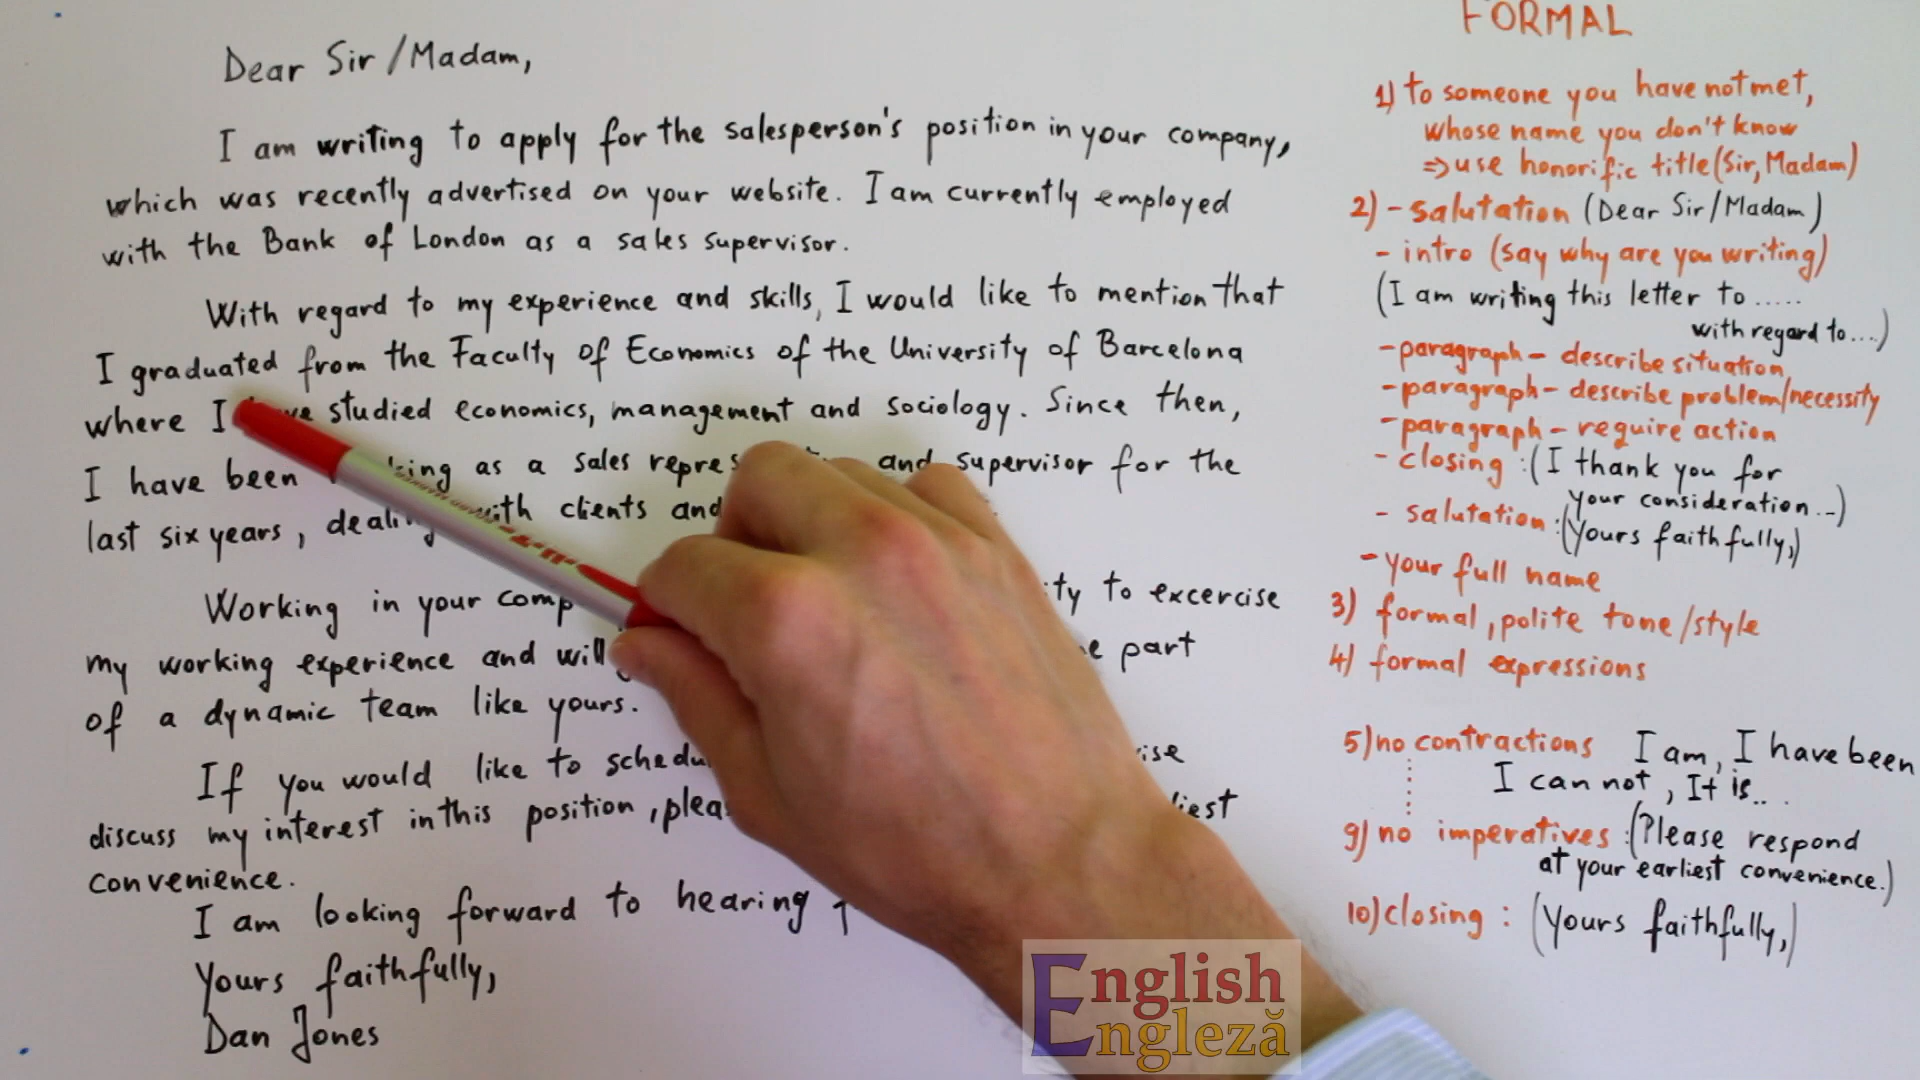 Dear Sir/Madam,
I am writing to apply for the salesperson's position in your company,
which was recently advertised on your website. I am currently employed
with the Bank of London as a sales supervisor.
With regard to my experience and skills, I would like to mention that
I graduated from the Faculty of Economics of the University of Barcelona
where I studied economics, management and sociology. Since then,
I have been as a sales and supervisor for the
last six years, with clients and
Working in your to excercise
my working experience and part
of a dynamic team like yours.
If you would like to
discuss my interest in this position,
convenience.
I am looking forward to hearing
Yours faithfully,
Dan Jones
FORMAL
1) to someone you have not met,
whose name you don't know
=> use honorific title (Sir, Madam)
2) - salutation (Dear Sir/Madam)
- intro (say why are you writing)
(I am writing this letter to .....
with regard to ....)
- paragraph - describe situation
- paragraph - describe problem/necessity
- paragraph - require action
- closing : (I thank you for
your consideration ..)
- salutation : (Yours faithfully,)
- your full name
3) formal, polite tone/style
4) formal expressions
5) no contractions I am, I have been
I can not, It is...
9) no imperatives : (Please respond
at your earliest convenience.)
10) closing : (Yours faithfully,)
English
Engleză